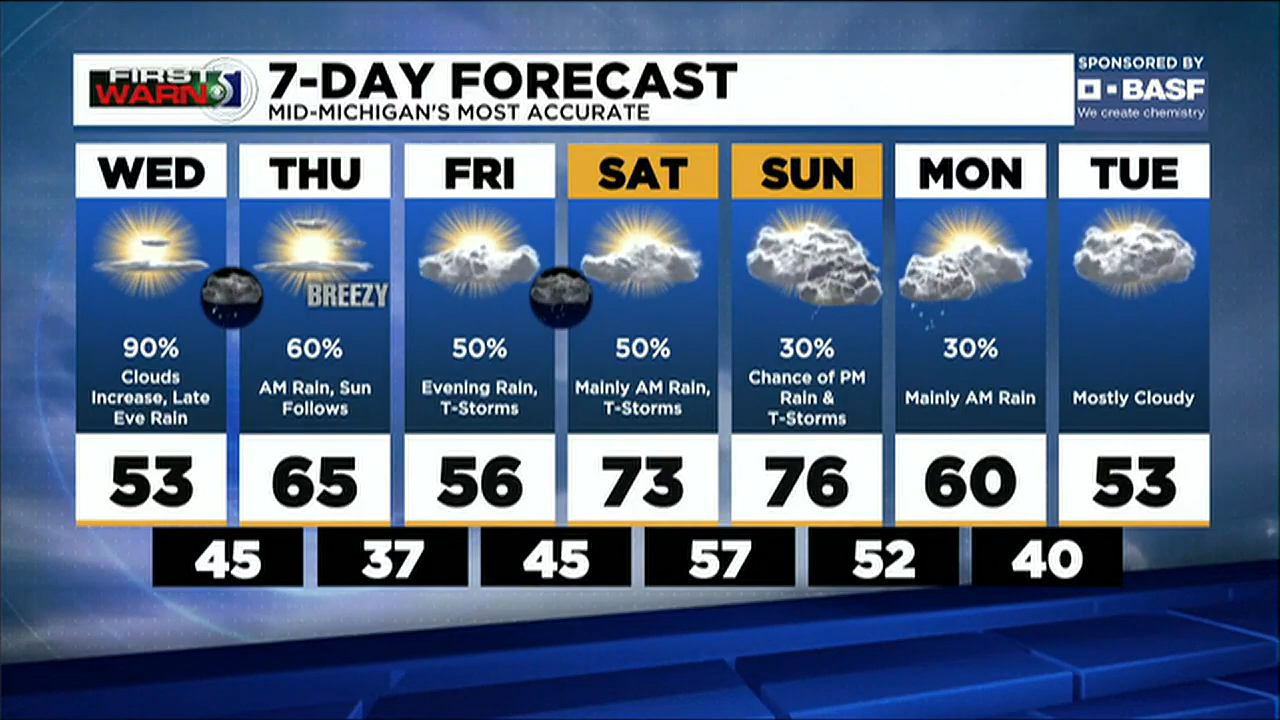 FIRST
WARN 5
7-DAY FORECAST
MID-MICHIGAN'S MOST ACCURATE
SPONSORED BY
BASF
We create chemistry
WED THU FRI SAT SUN MON TUE
BREEZY
90% 60% 50% 50% 30% 30%
Clouds
Increase, Late
Eve Rain
AM Rain, Sun
Follows
Evening Rain,
T-Storms
Mainly AM Rain,
T-Storms
Chance of PM
Rain &
T-Storms
Mainly AM Rain
Mostly Cloudy
53 65 56 73 76 60 53
45 37 45 57 52 40